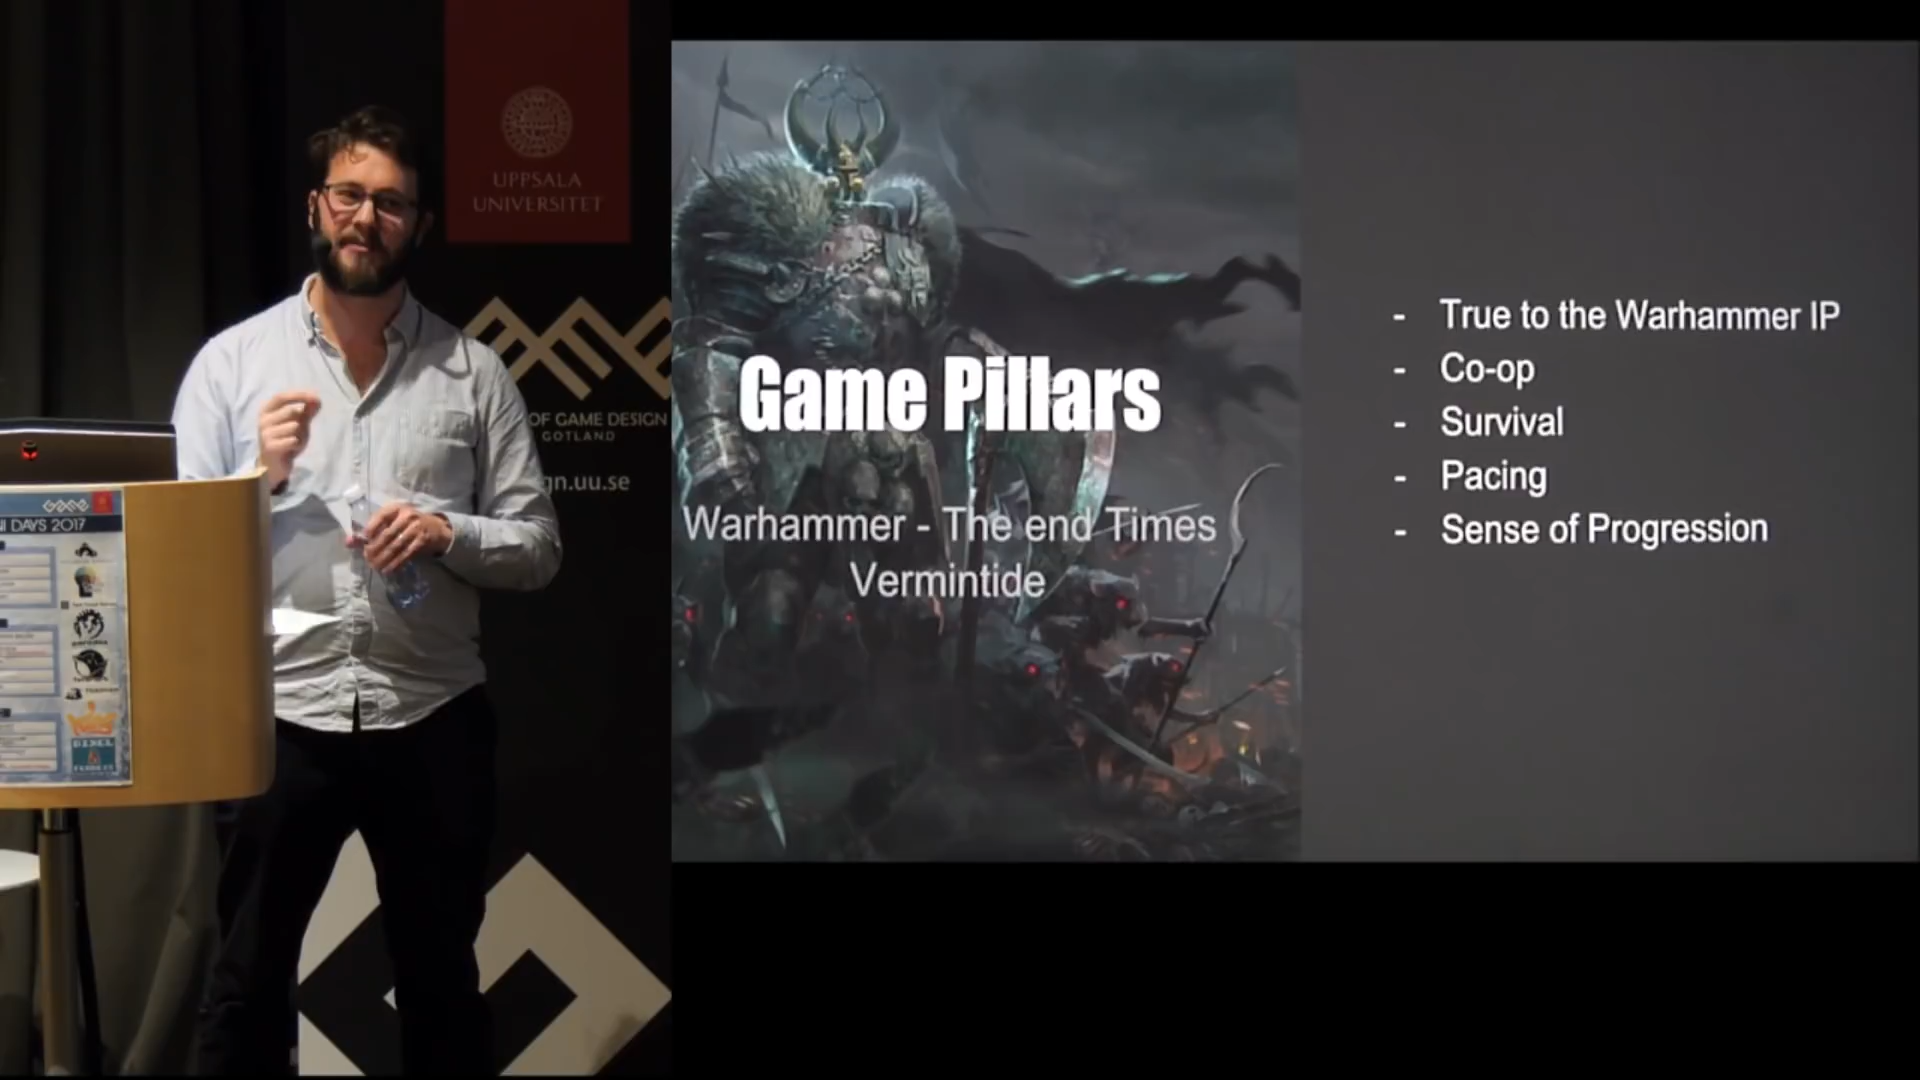 UPPSALA
UNIVERSITET
OF GAME DESIGN
GOTLAND
gn.uu.se
NI DAYS 2017
Game Pillars
Warhammer - The end Times
Vermintide
- True to the Warhammer IP
- Co-op
- Survival
- Pacing
- Sense of Progression